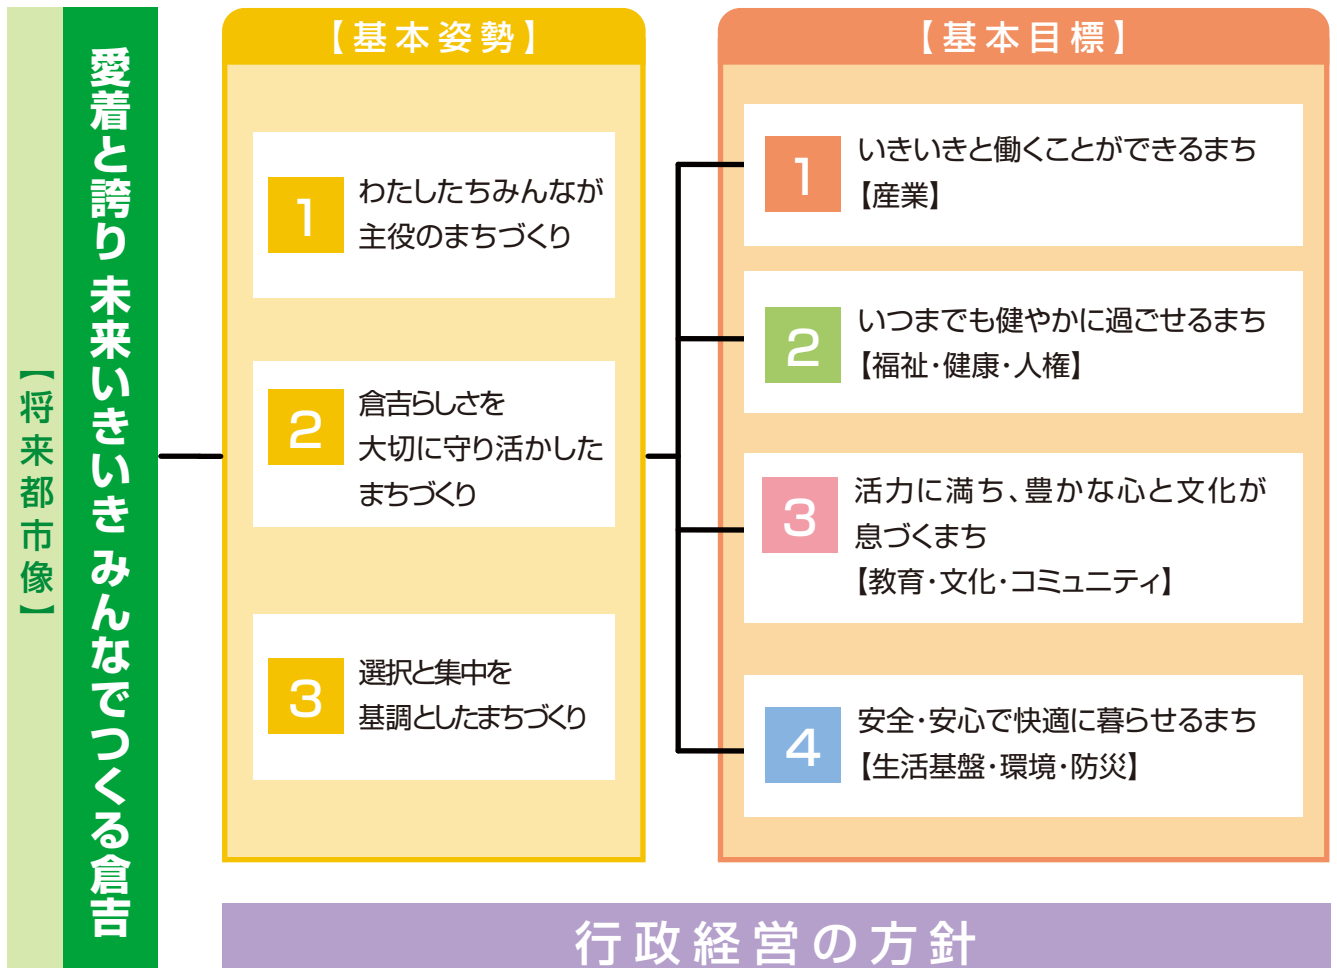 【将来都市像】
愛着と誇り 未来いきいき みんなでつくる倉吉
【基本姿勢】
1
わたしたちみんなが
主役のまちづくり
2
倉吉らしさを
大切に守り活かした
まちづくり
3
選択と集中を
基調としたまちづくり
【基本目標】
1
いきいきと働くことができるまち
【産業】
2
いつまでも健やかに過ごせるまち
【福祉・健康・人権】
3
活力に満ち、豊かな心と文化が
息づくまち
【教育・文化・コミュニティ】
4
安全・安心で快適に暮らせるまち
【生活基盤・環境・防災】
行政経営の方針